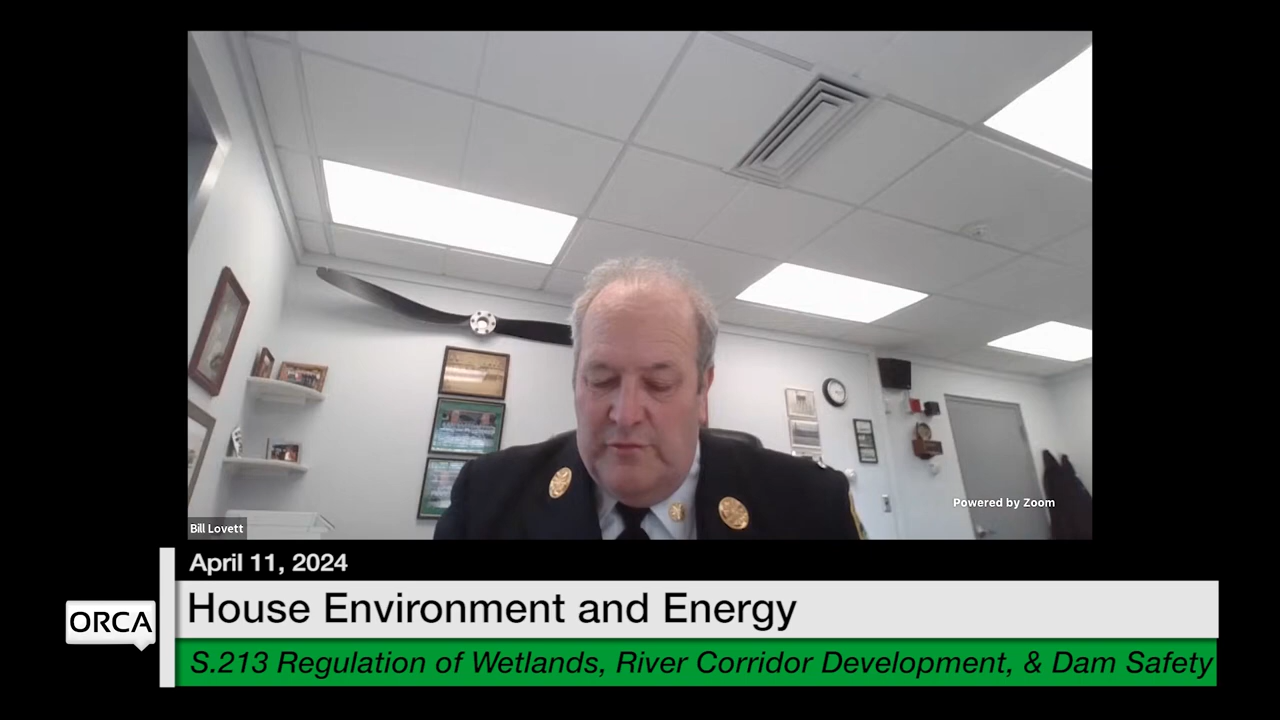 Powered by Zoom
Bill Lovett
April 11, 2024
House Environment and Energy
ORCA
S.213 Regulation of Wetlands, River Corridor Development, & Dam Safety